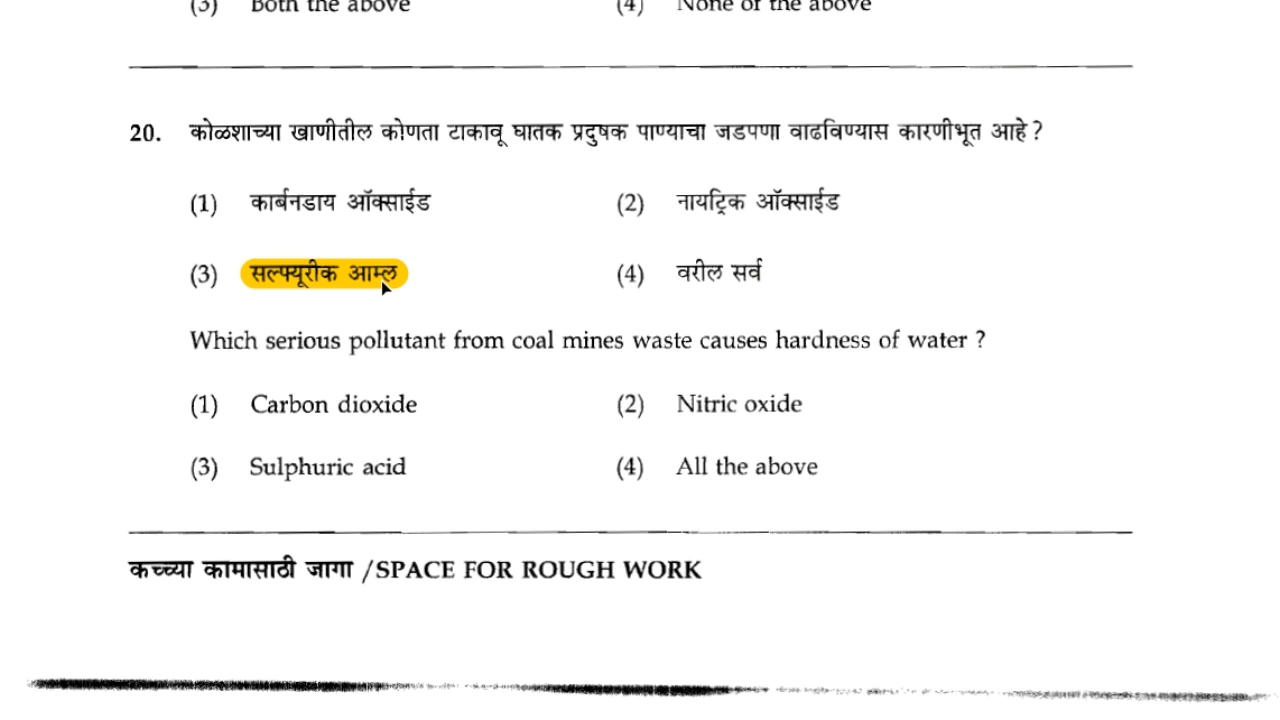 (3) Both the above (4) None of the above
20. कोळशाच्या खाणीतील कोणता टाकावू घातक प्रदुषक पाण्याचा जडपणा वाढविण्यास कारणीभूत आहे ?
(1) कार्बनडाय ऑक्साईड (2) नायट्रिक ऑक्साईड
(3) सल्फ्यूरीक आम्ल (4) वरील सर्व
Which serious pollutant from coal mines waste causes hardness of water ?
(1) Carbon dioxide (2) Nitric oxide
(3) Sulphuric acid (4) All the above
कच्च्या कामासाठी जागा /SPACE FOR ROUGH WORK